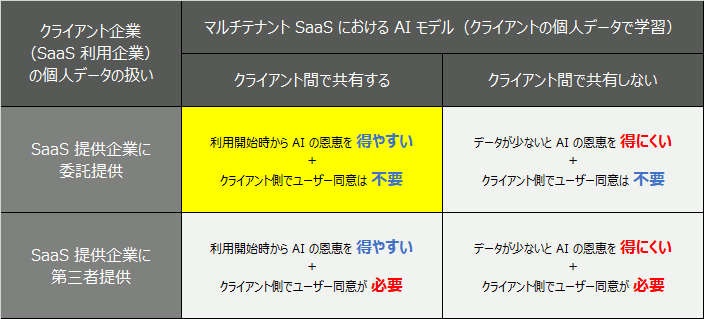 クライアント企業
（SaaS 利用企業）
の個人データの扱い
マルチテナント SaaS における AI モデル（クライアントの個人データで学習）
クライアント間で共有する
クライアント間で共有しない
SaaS 提供企業に
委託提供
利用開始時から AI の恩恵を 得やすい
+
クライアント側でユーザー同意は 不要
データが少ないと AI の恩恵を 得にくい
+
クライアント側でユーザー同意は 不要
SaaS 提供企業に
第三者提供
利用開始時から AI の恩恵を 得やすい
+
クライアント側でユーザー同意が 必要
データが少ないと AI の恩恵を 得にくい
+
クライアント側でユーザー同意が 必要